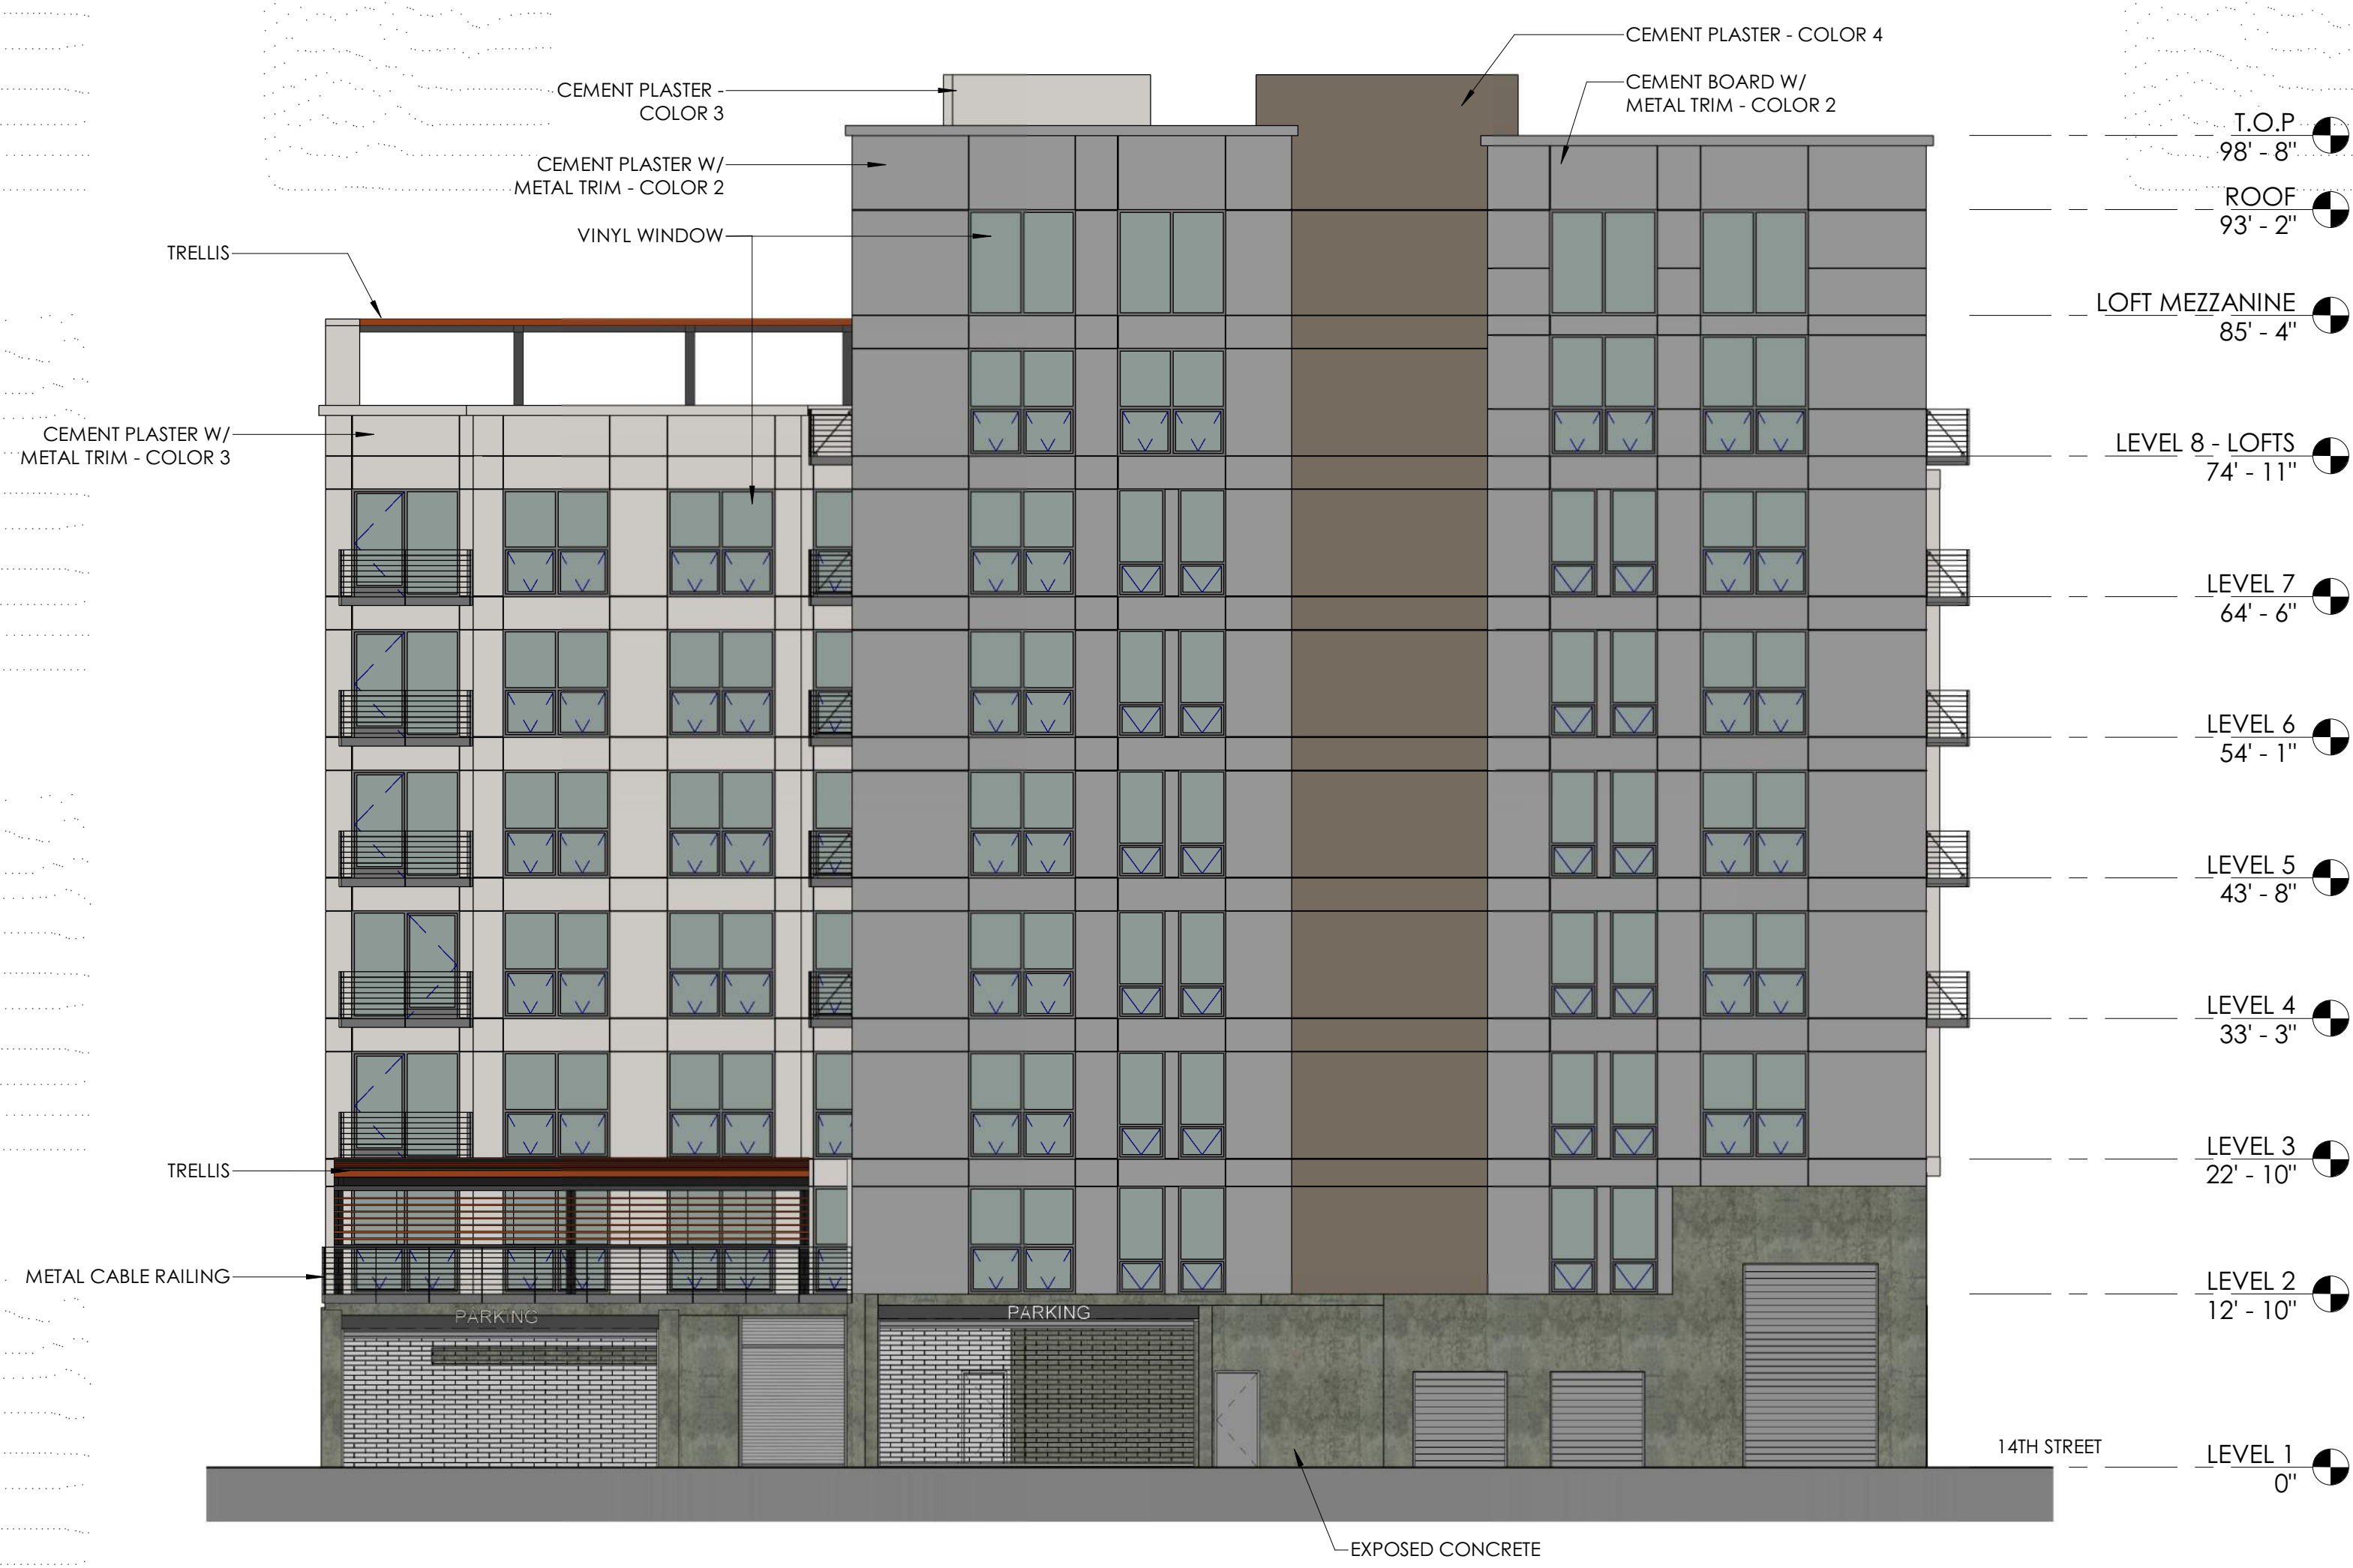 CEMENT PLASTER - COLOR 4
CEMENT PLASTER -
COLOR 3
CEMENT BOARD W/
METAL TRIM - COLOR 2
T.O.P
98' - 8"
CEMENT PLASTER W/
METAL TRIM - COLOR 2
ROOF
93' - 2"
VINYL WINDOW
TRELLIS
LOFT MEZZANINE
85' - 4"
CEMENT PLASTER W/
METAL TRIM - COLOR 3
LEVEL 8 - LOFTS
74' - 11"
LEVEL 7
64' - 6"
LEVEL 6
54' - 1"
LEVEL 5
43' - 8"
LEVEL 4
33' - 3"
TRELLIS
LEVEL 3
22' - 10"
METAL CABLE RAILING
LEVEL 2
12' - 10"
PARKING
PARKING
14TH STREET
LEVEL 1
0"
EXPOSED CONCRETE